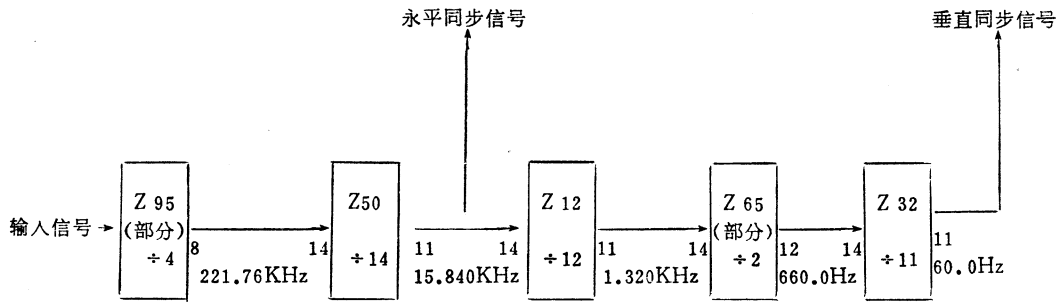 永平同步信号
垂直同步信号
Z 95
(部分)
÷4
Z50
÷14
Z 12
÷12
Z 65
(部分)
÷2
Z 32
÷11
输入信号
8
14
221.76KHz
11
14
15.840KHz
11
14
1.320KHz
12
14
660.0Hz
11
60.0Hz